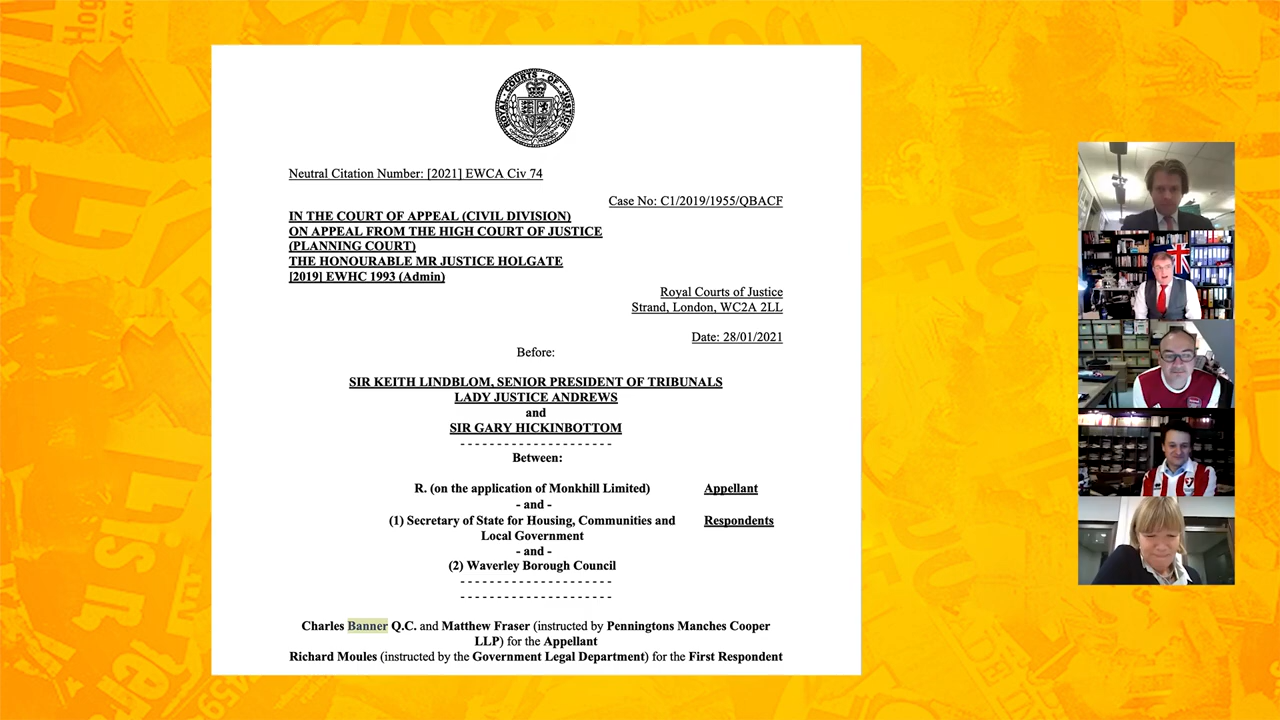 ROYAL COURTS OF JUSTICE
Neutral Citation Number: [2021] EWCA Civ 74
Case No: C1/2019/1955/QBACF
IN THE COURT OF APPEAL (CIVIL DIVISION)
ON APPEAL FROM THE HIGH COURT OF JUSTICE
(PLANNING COURT)
THE HONOURABLE MR JUSTICE HOLGATE
[2019] EWHC 1993 (Admin)
Royal Courts of Justice
Strand, London, WC2A 2LL
Date: 28/01/2021
Before:
SIR KEITH LINDBLOM, SENIOR PRESIDENT OF TRIBUNALS
LADY JUSTICE ANDREWS
and
SIR GARY HICKINBOTTOM
- - - - - - - - - - - - - - - - - - - - -
Between:
R. (on the application of Monkhill Limited) Appellant
- and -
(1) Secretary of State for Housing, Communities and Respondents
Local Government
- and -
(2) Waverley Borough Council
- - - - - - - - - - - - - - - - - - - - -
- - - - - - - - - - - - - - - - - - - - -
Charles Banner Q.C. and Matthew Fraser (instructed by Penningtons Manches Cooper
LLP) for the Appellant
Richard Moules (instructed by the Government Legal Department) for the First Respondent